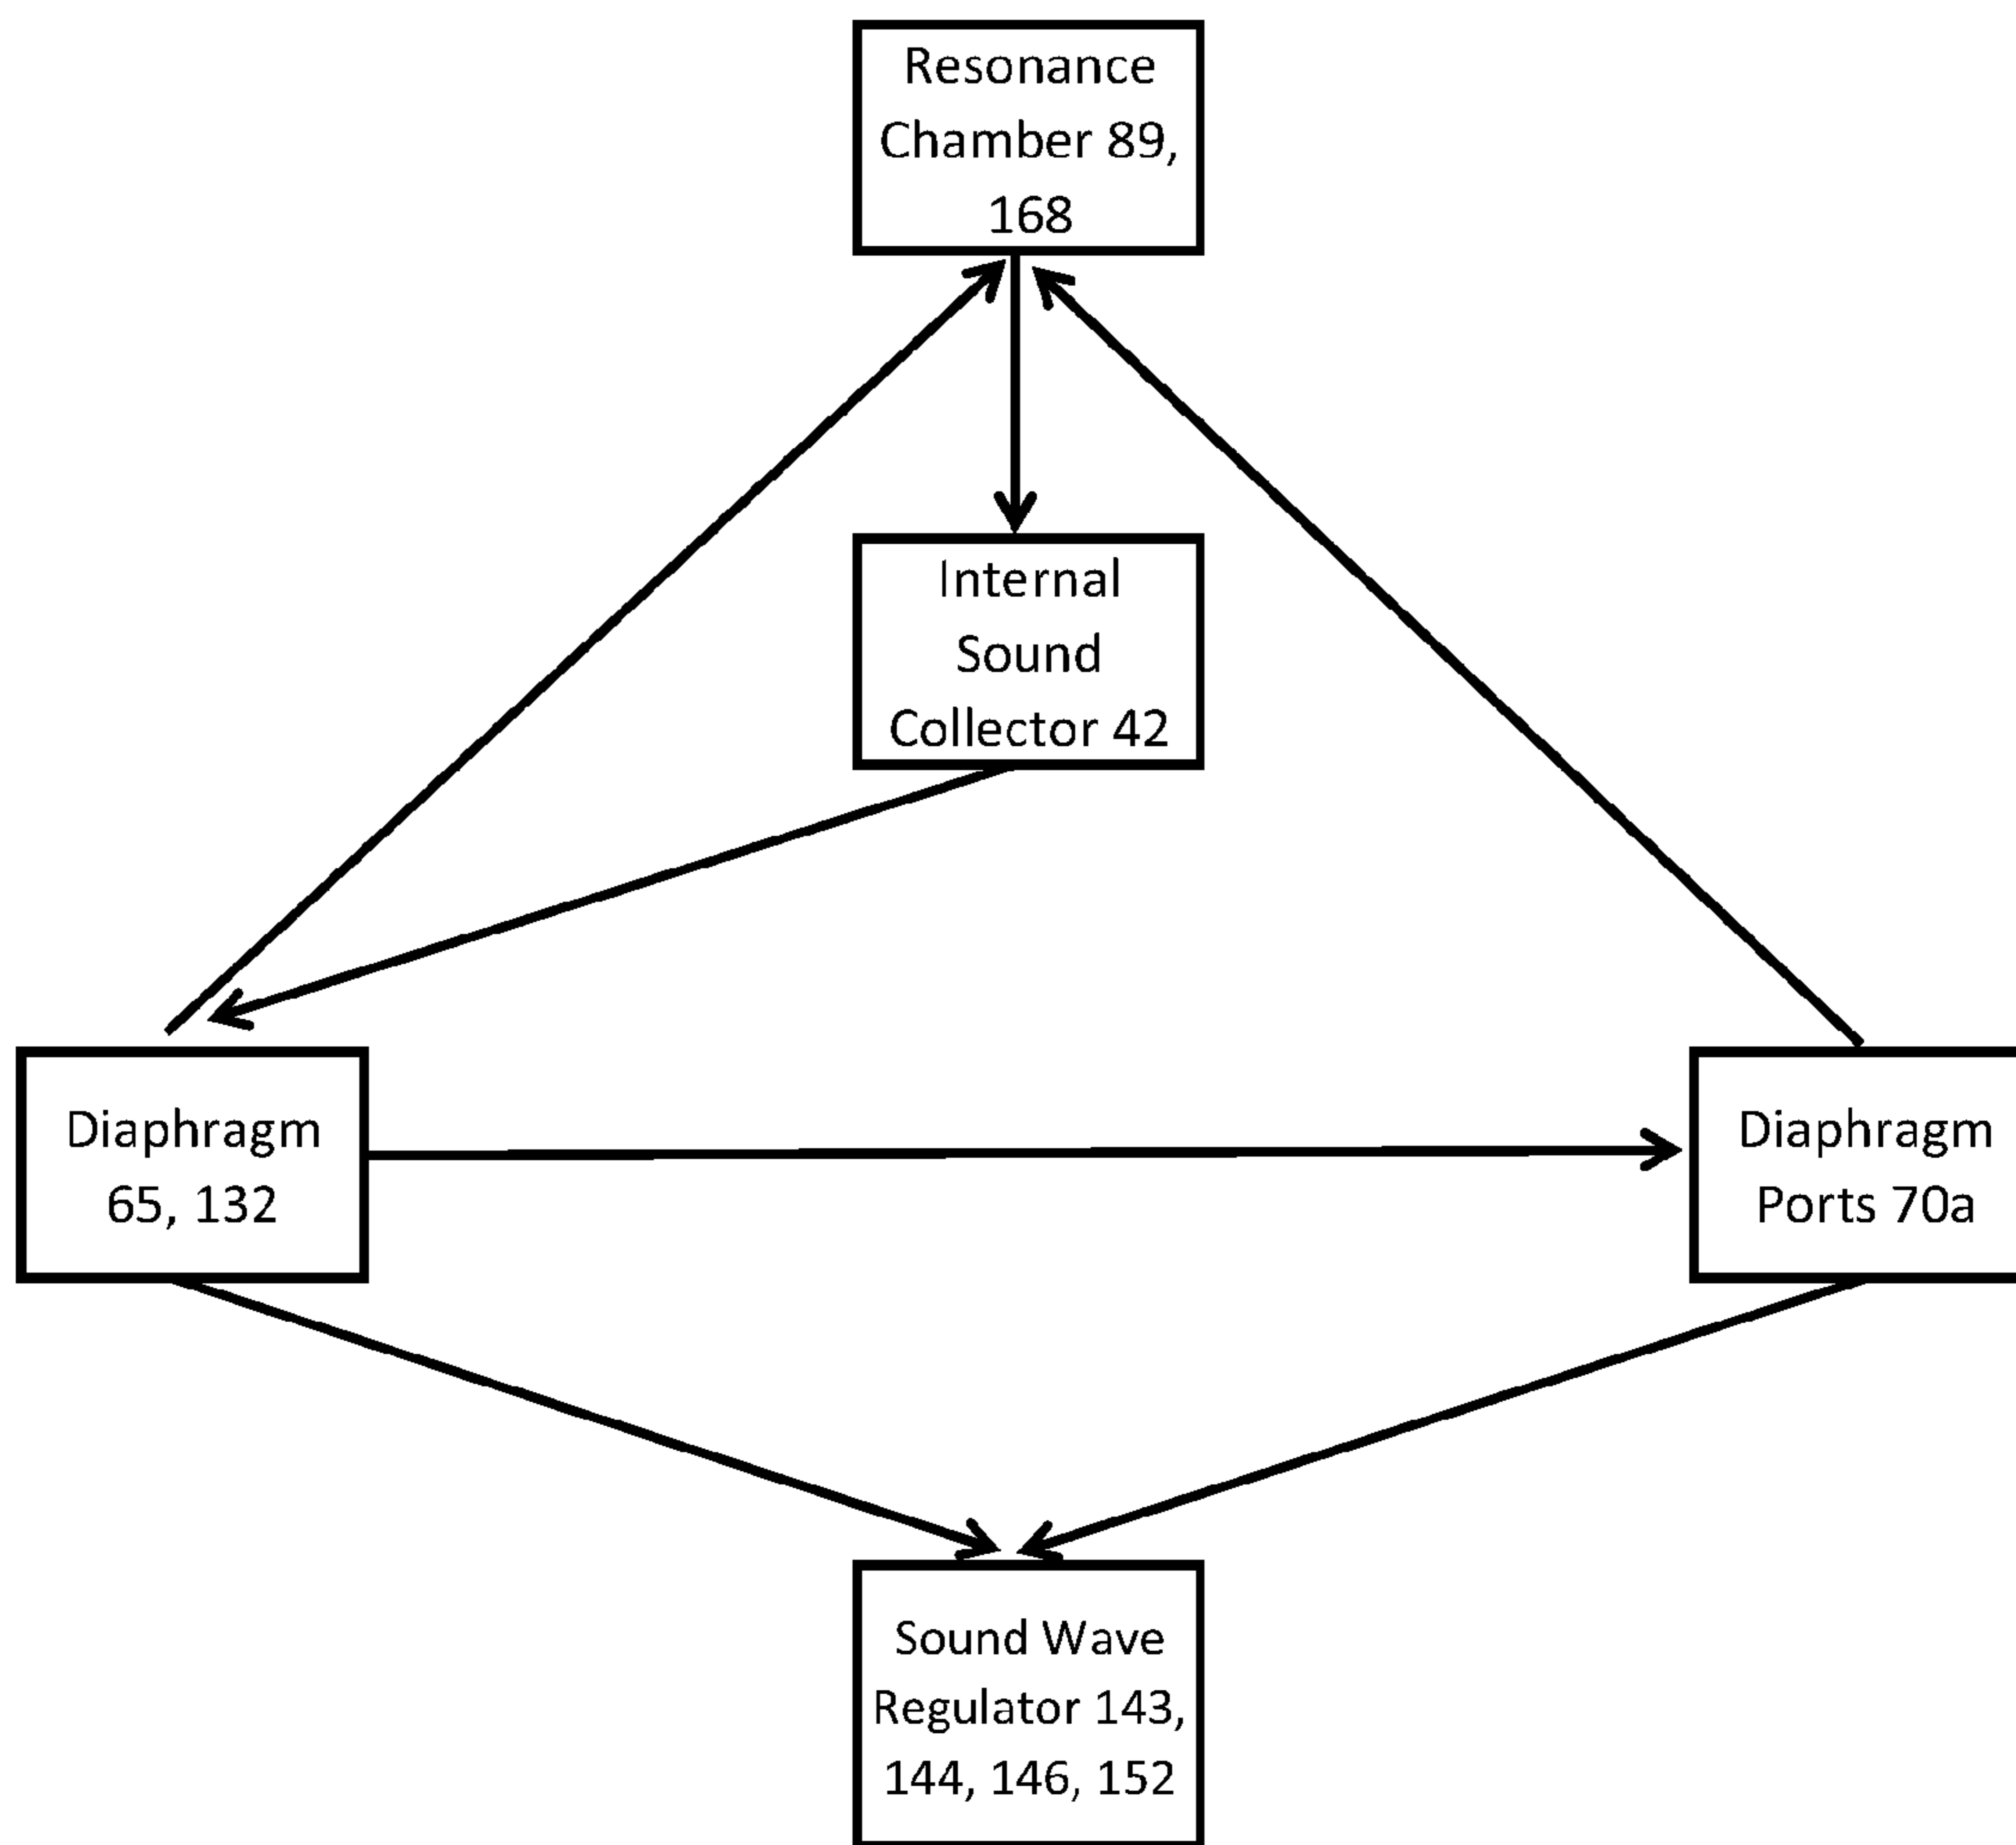 Resonance
Chamber 89,
168
Internal
Sound
Collector 42
Diaphragm
65, 132
Diaphragm
Ports 70a
Sound Wave
Regulator 143,
144, 146, 152